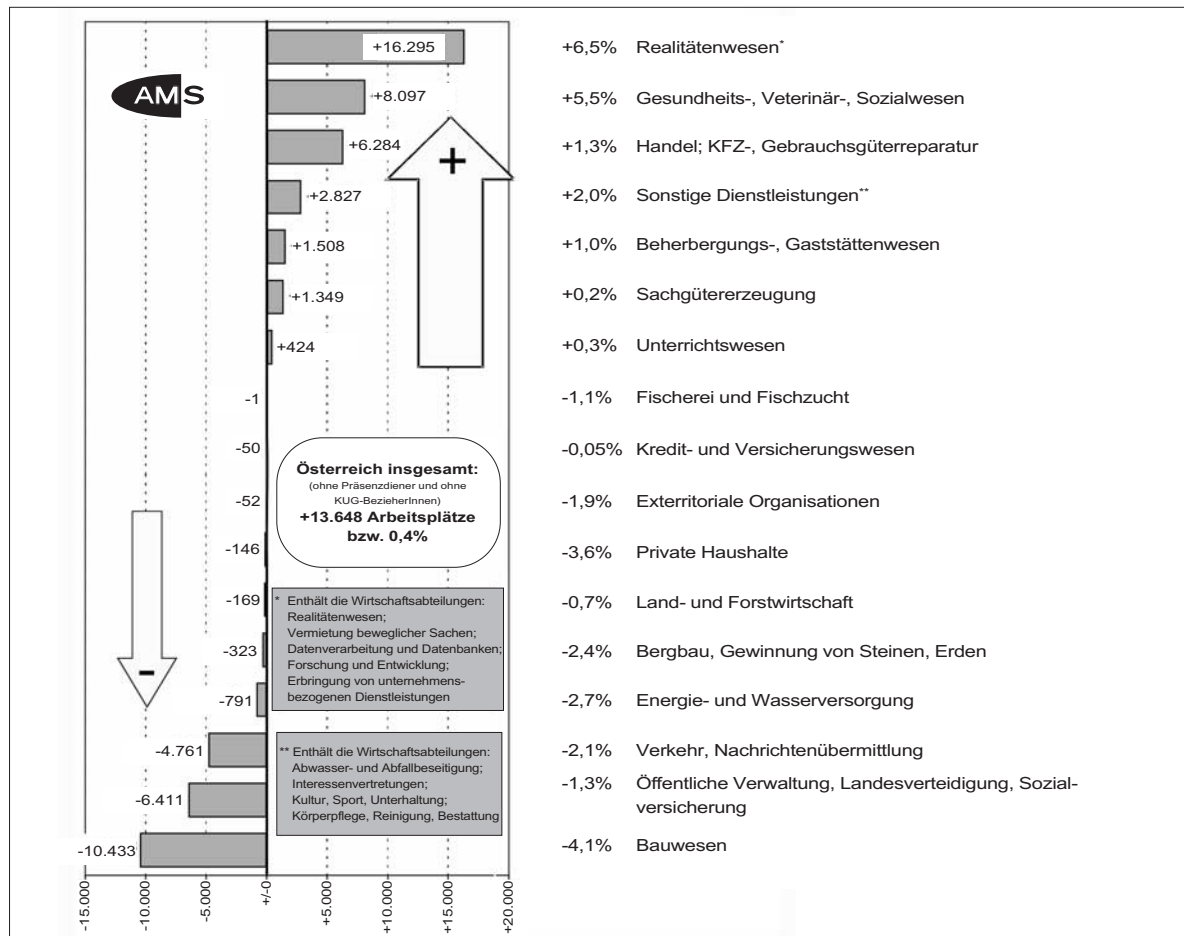 +16.295 +6,5% Realitätenwesen*
AMS
+8.097 +5,5% Gesundheits-, Veterinär-, Sozialwesen
+6.284 +1,3% Handel; KFZ-, Gebrauchsgüterreparatur
+
+2.827 +2,0% Sonstige Dienstleistungen**
+1.508 +1,0% Beherbergungs-, Gaststättenwesen
+1.349 +0,2% Sachgütererzeugung
+424 +0,3% Unterrichtswesen
-1 -1,1% Fischerei und Fischzucht
-50 -0,05% Kredit- und Versicherungswesen
-52 -1,9% Exterritoriale Organisationen
-146 -3,6% Private Haushalte
-169 -0,7% Land- und Forstwirtschaft
-323 -2,4% Bergbau, Gewinnung von Steinen, Erden
-
-791 -2,7% Energie- und Wasserversorgung
-4.761 -2,1% Verkehr, Nachrichtenübermittlung
-6.411 -1,3% Öffentliche Verwaltung, Landesverteidigung, Sozial-
versicherung
-10.433 -4,1% Bauwesen
Österreich insgesamt:
(ohne Präsenzdiener und ohne
KUG-BezieherInnen)
+13.648 Arbeitsplätze
bzw. 0,4%
* Enthält die Wirtschaftsabteilungen:
Realitätenwesen;
Vermietung beweglicher Sachen;
Datenverarbeitung und Datenbanken;
Forschung und Entwicklung;
Erbringung von unternehmens-
bezogenen Dienstleistungen
** Enthält die Wirtschaftsabteilungen:
Abwasser- und Abfallbeseitigung;
Interessenvertretungen;
Kultur, Sport, Unterhaltung;
Körperpflege, Reinigung, Bestattung
-15.000 -10.000 -5.000 +/-0 +5.000 +10.000 +15.000 +20.000